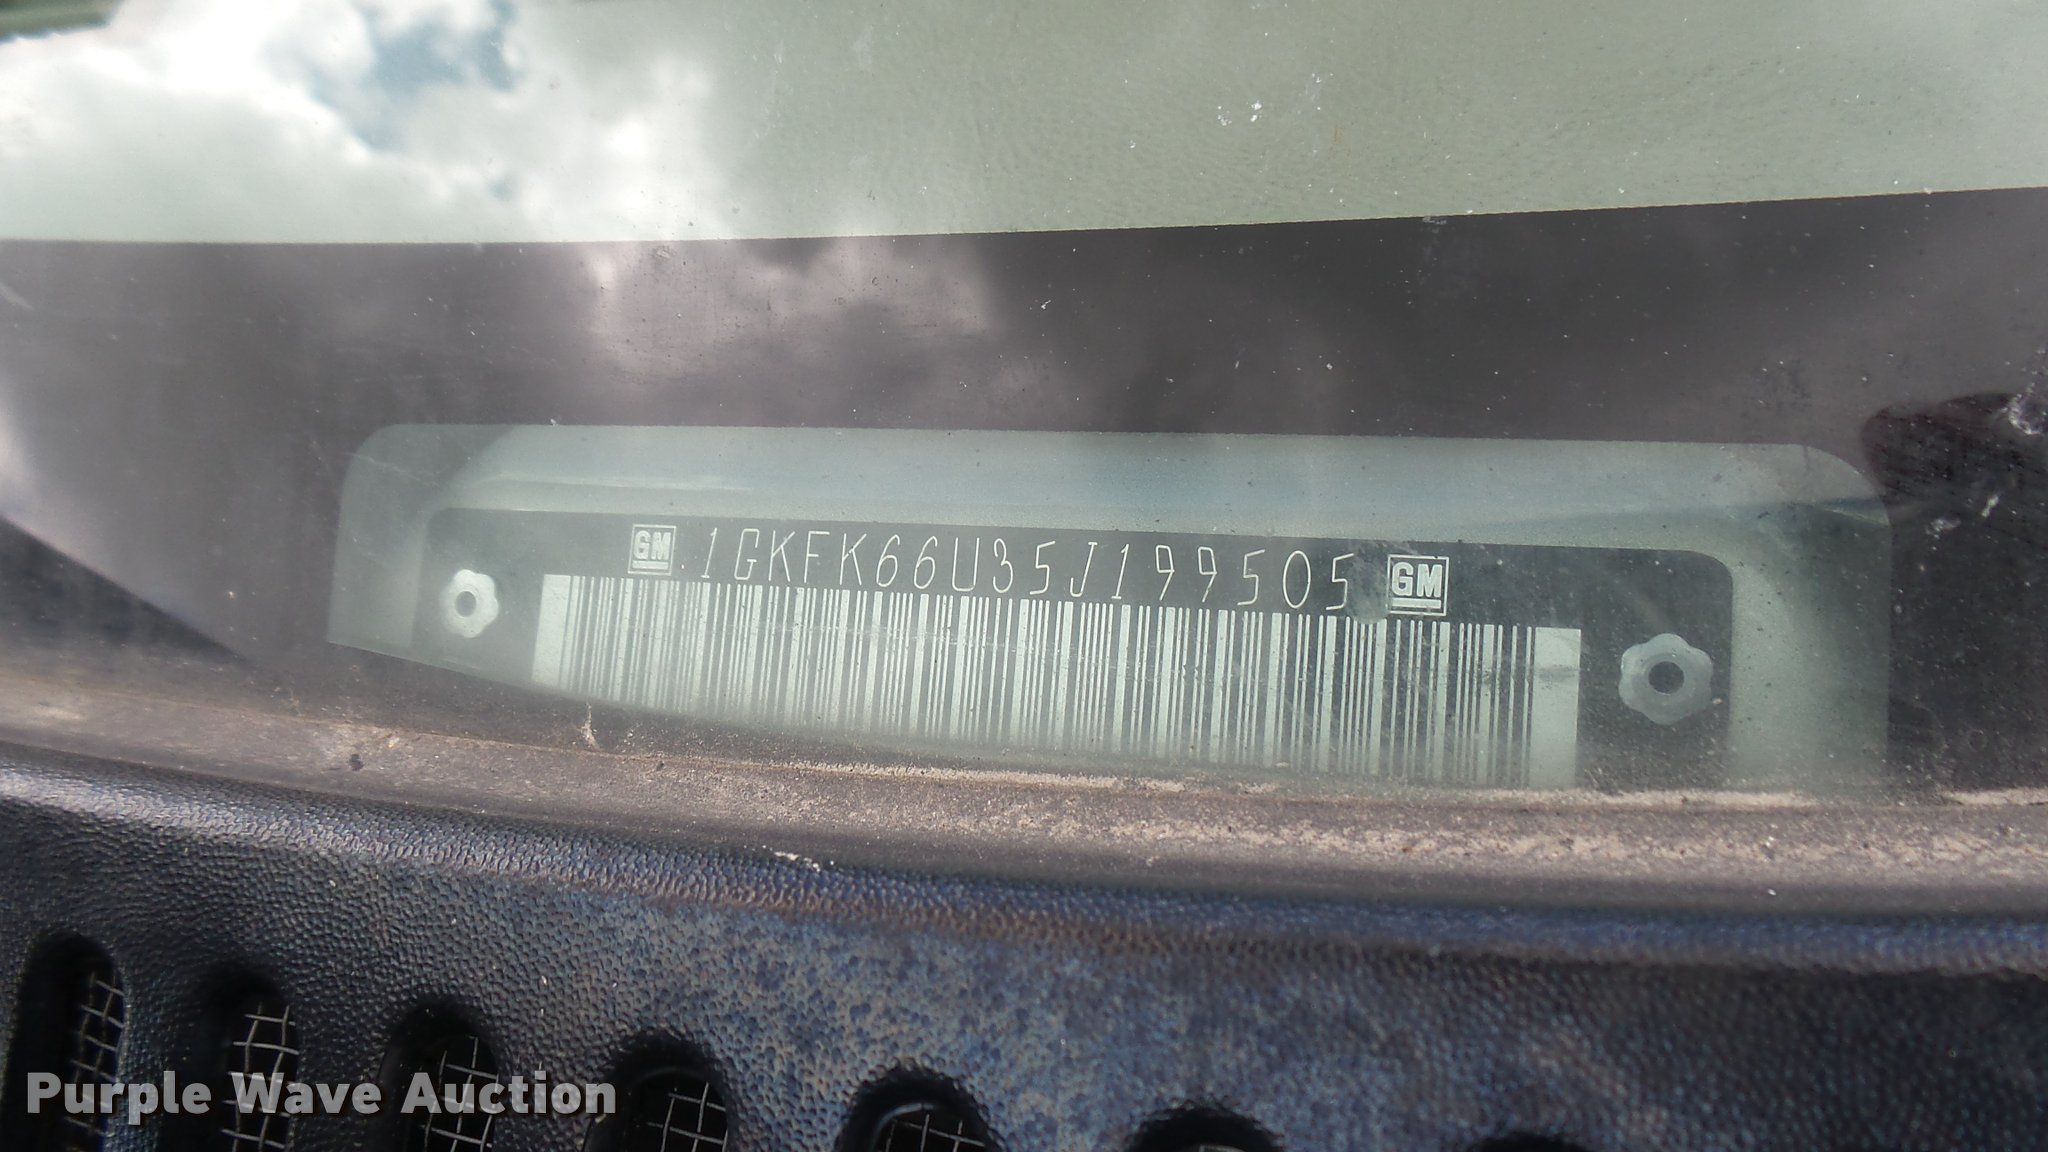 GM 1GKFK66U35J199505 GM
Purple Wave Auction